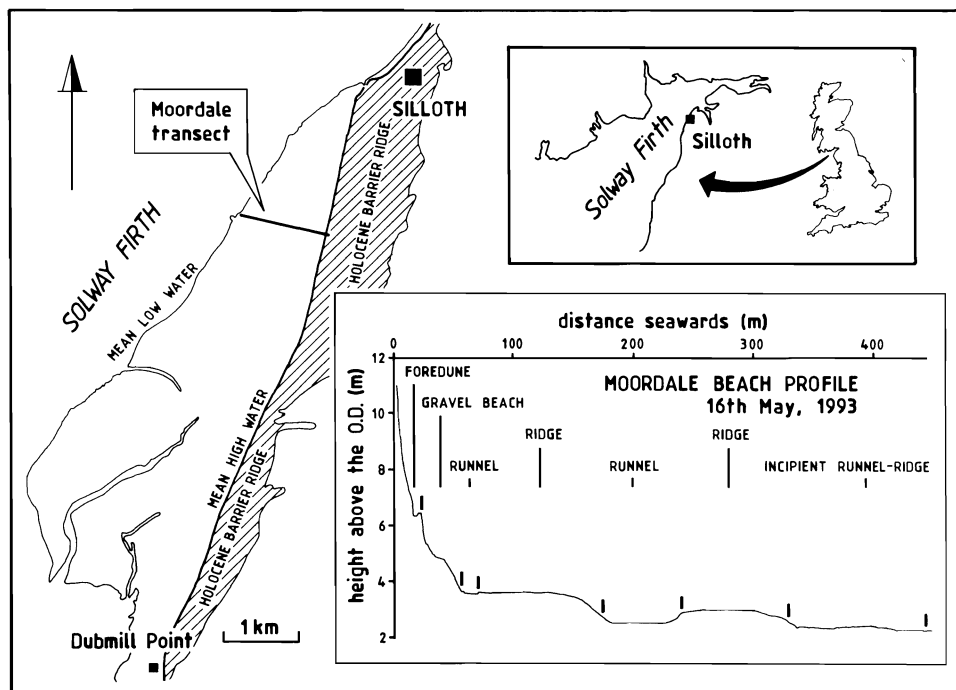 Moordale
transect
SILLOTH
SOLWAY FIRTH
MEAN LOW WATER
MEAN HIGH WATER
HOLOCENE BARRIER RIDGE
HOLOCENE BARRIER RIDGE
Dubmill Point
1 km
Solway Firth
Silloth
distance seawards (m)
0 100 200 300 400
height above the O.D. (m)
12
10
8
6
4
2
MOORDALE BEACH PROFILE
16th May, 1993
FOREDUNE
GRAVEL BEACH
RUNNEL
RIDGE
RUNNEL
RIDGE
INCIPIENT RUNNEL-RIDGE